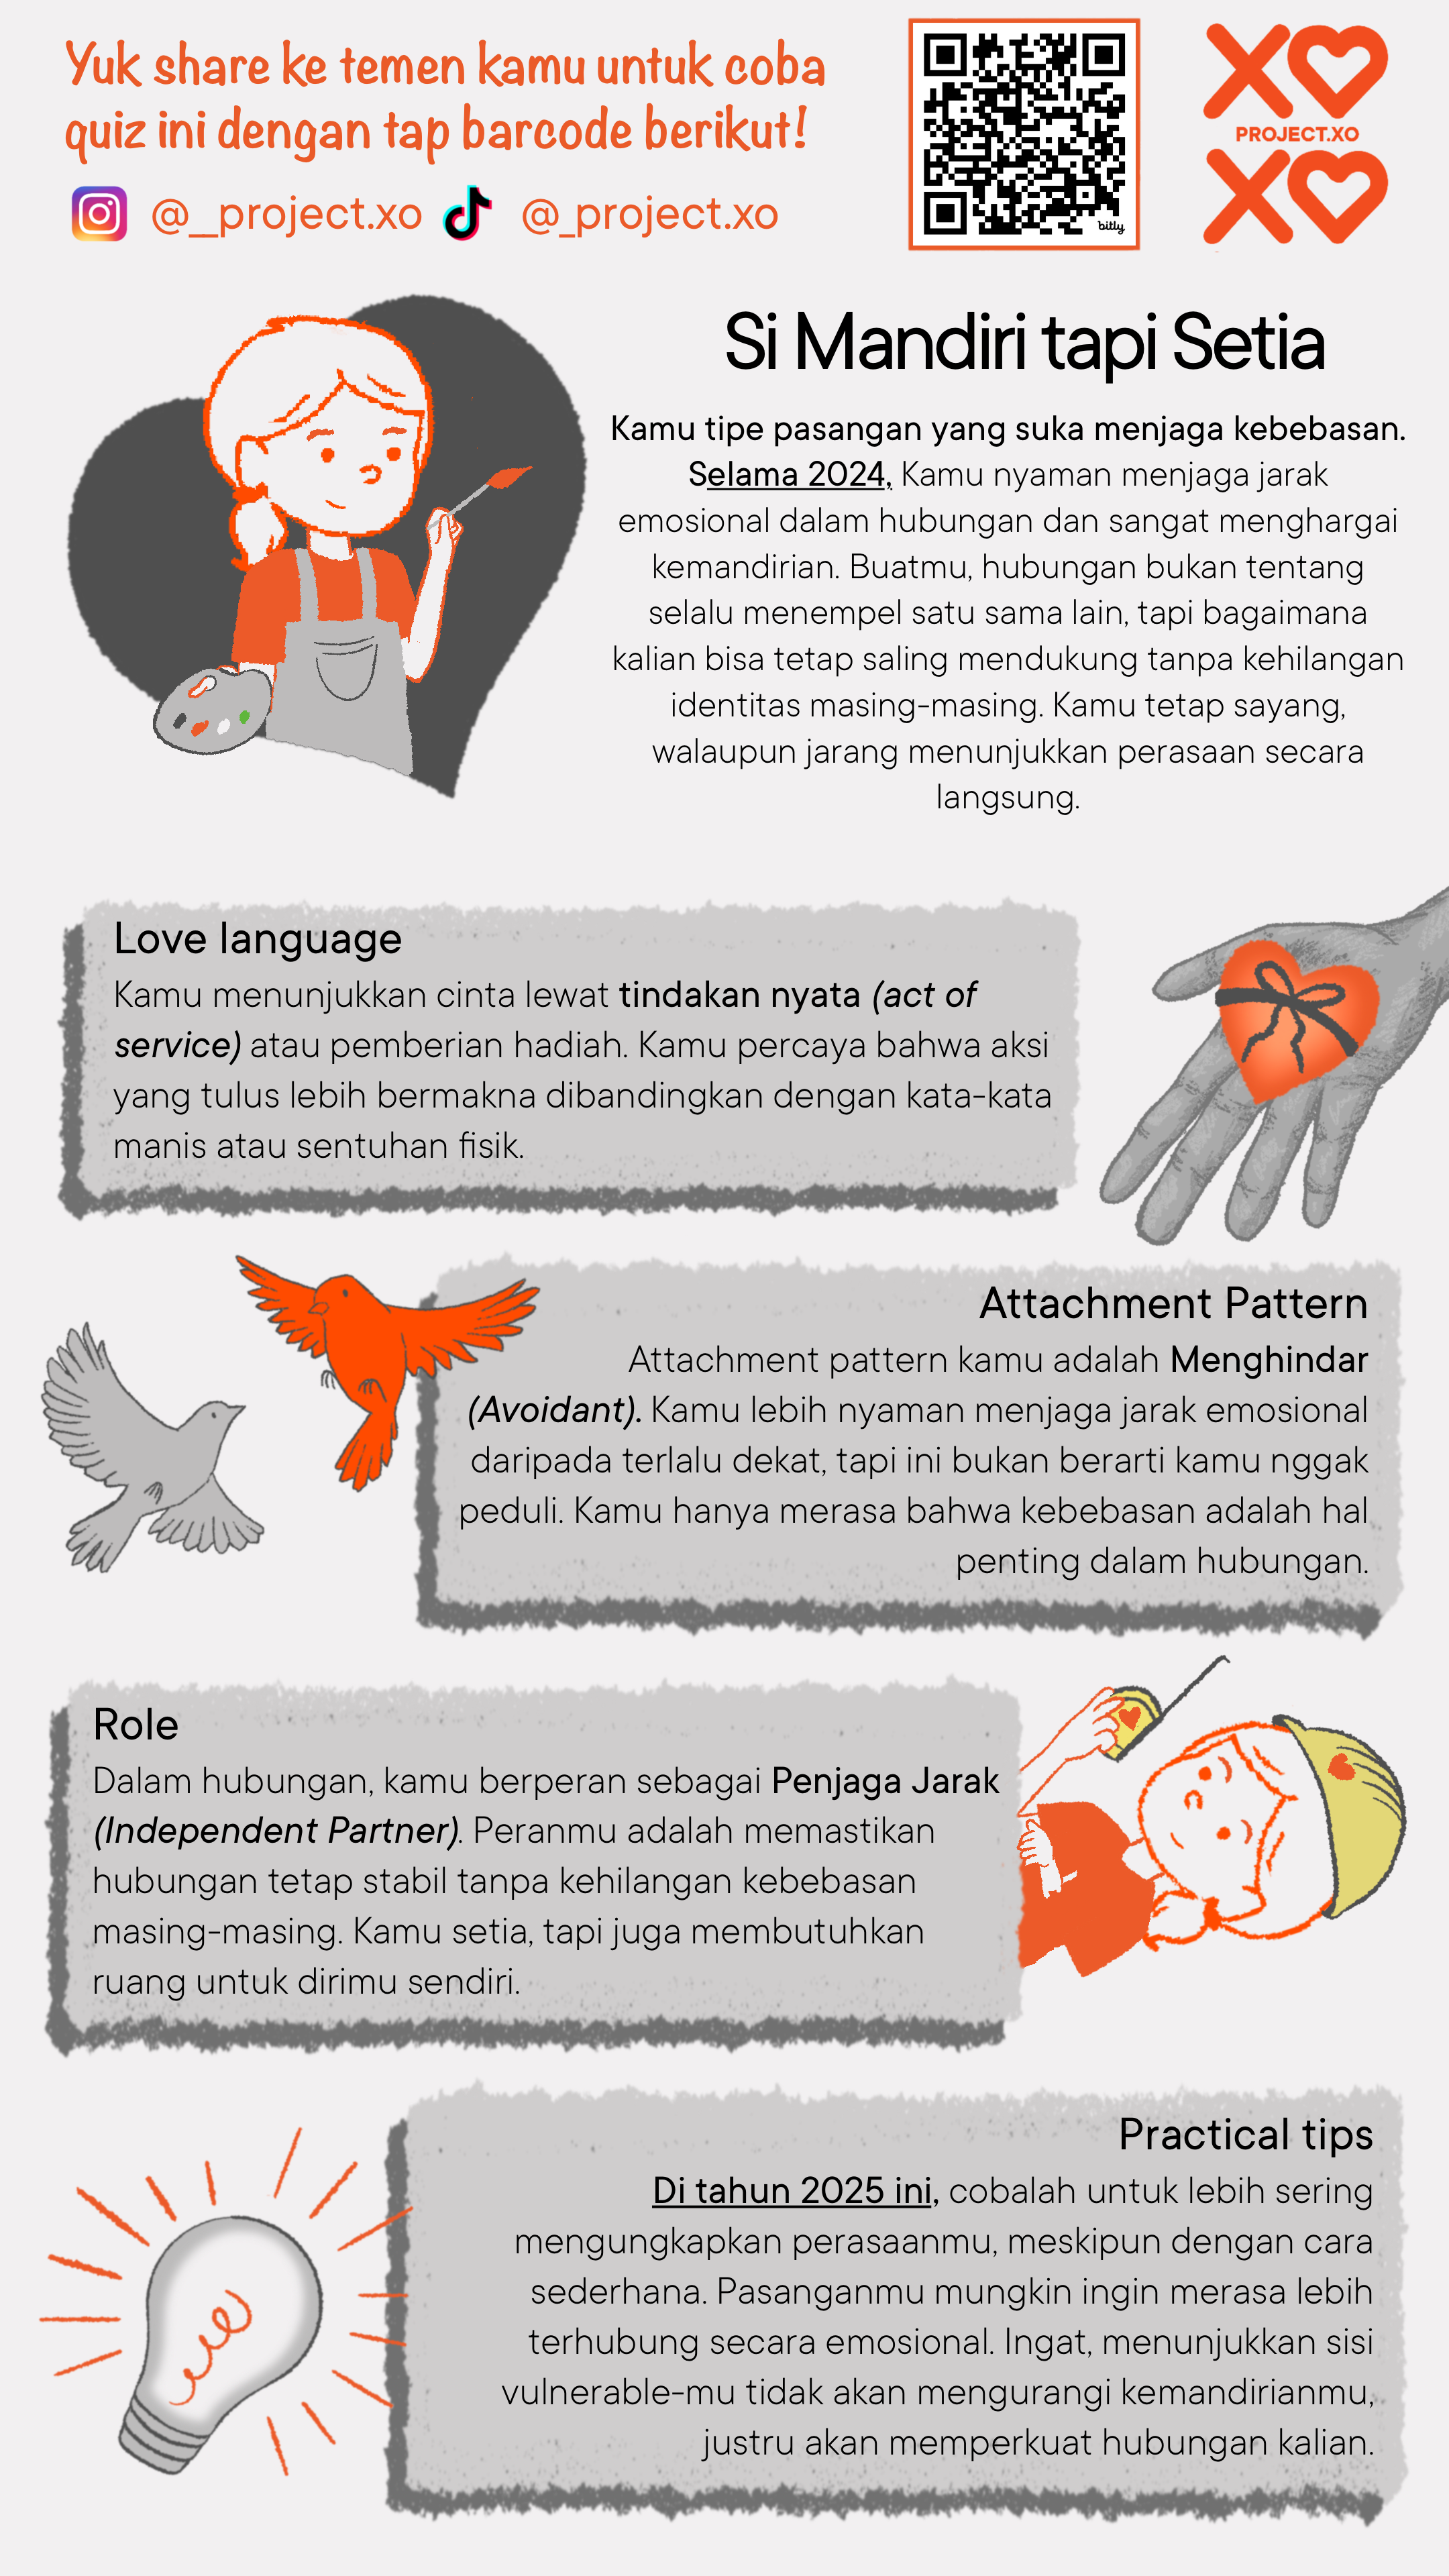 Yuk share ke temen kamu untuk coba
quiz ini dengan tap barcode berikut!
@__project.xo @_project.xo
bitly
XO
PROJECT.XO
XO
Si Mandiri tapi Setia
Kamu tipe pasangan yang suka menjaga kebebasan.
Selama 2024, Kamu nyaman menjaga jarak
emosional dalam hubungan dan sangat menghargai
kemandirian. Buatmu, hubungan bukan tentang
selalu menempel satu sama lain, tapi bagaimana
kalian bisa tetap saling mendukung tanpa kehilangan
identitas masing-masing. Kamu tetap sayang,
walaupun jarang menunjukkan perasaan secara
langsung.
Love language
Kamu menunjukkan cinta lewat tindakan nyata (act of
service) atau pemberian hadiah. Kamu percaya bahwa aksi
yang tulus lebih bermakna dibandingkan dengan kata-kata
manis atau sentuhan fisik.
Attachment Pattern
Attachment pattern kamu adalah Menghindar
(Avoidant). Kamu lebih nyaman menjaga jarak emosional
daripada terlalu dekat, tapi ini bukan berarti kamu nggak
peduli. Kamu hanya merasa bahwa kebebasan adalah hal
penting dalam hubungan.
Role
Dalam hubungan, kamu berperan sebagai Penjaga Jarak
(Independent Partner). Peranmu adalah memastikan
hubungan tetap stabil tanpa kehilangan kebebasan
masing-masing. Kamu setia, tapi juga membutuhkan
ruang untuk dirimu sendiri.
Practical tips
Di tahun 2025 ini, cobalah untuk lebih sering
mengungkapkan perasaanmu, meskipun dengan cara
sederhana. Pasanganmu mungkin ingin merasa lebih
terhubung secara emosional. Ingat, menunjukkan sisi
vulnerable-mu tidak akan mengurangi kemandirianmu,
justru akan memperkuat hubungan kalian.